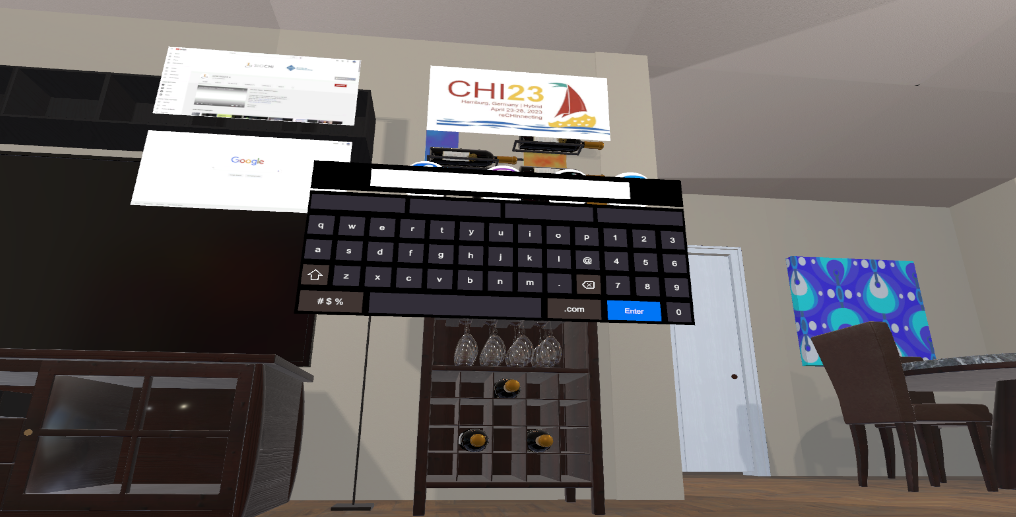 CHI23
Hamburg, Germany | Hybrid
April 23-28, 2023
reCHInnecting
Google
q w e r t y u i o p 1 2 3
a s d f g h j k l @ 4 5 6
z x c v b n m . 7 8 9
#$% .com Enter 0